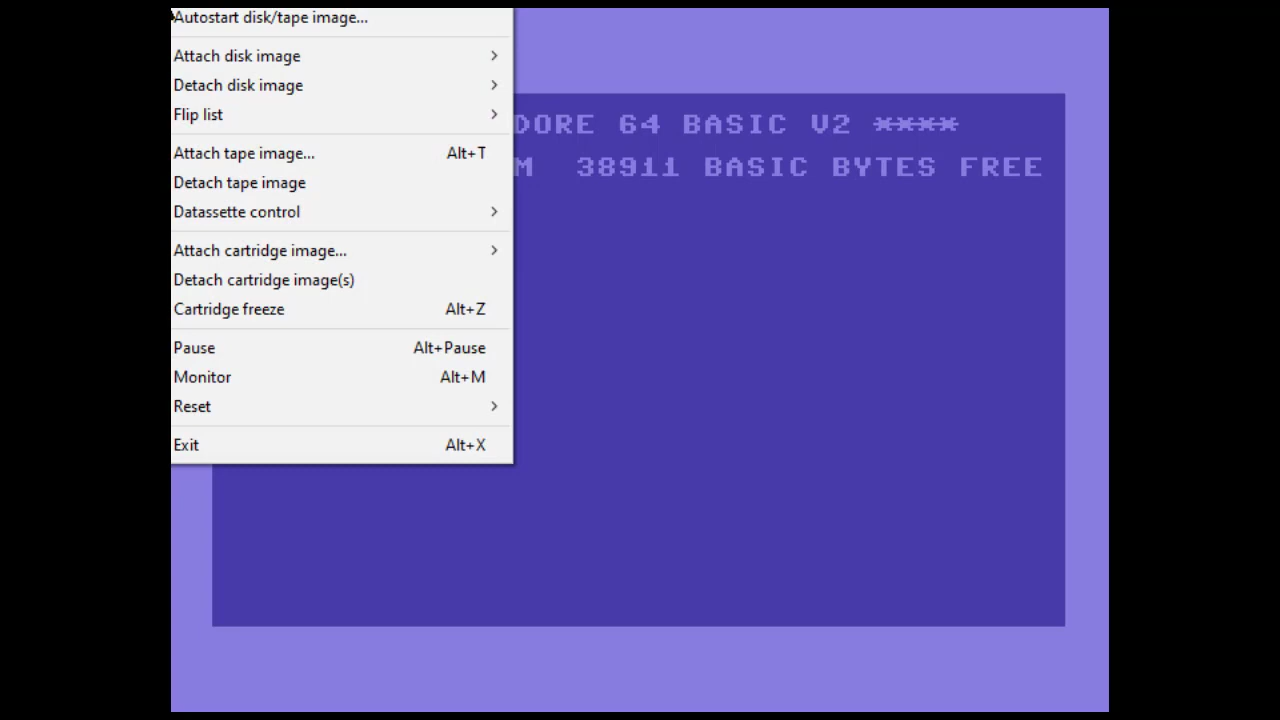 Autostart disk/tape image...
Attach disk image
Detach disk image
Flip list
Attach tape image... Alt+T
Detach tape image
Datassette control
Attach cartridge image...
Detach cartridge image(s)
Cartridge freeze Alt+Z
Pause Alt+Pause
Monitor Alt+M
Reset
Exit Alt+X
DORE 64 BASIC V2 ****
M 38911 BASIC BYTES FREE